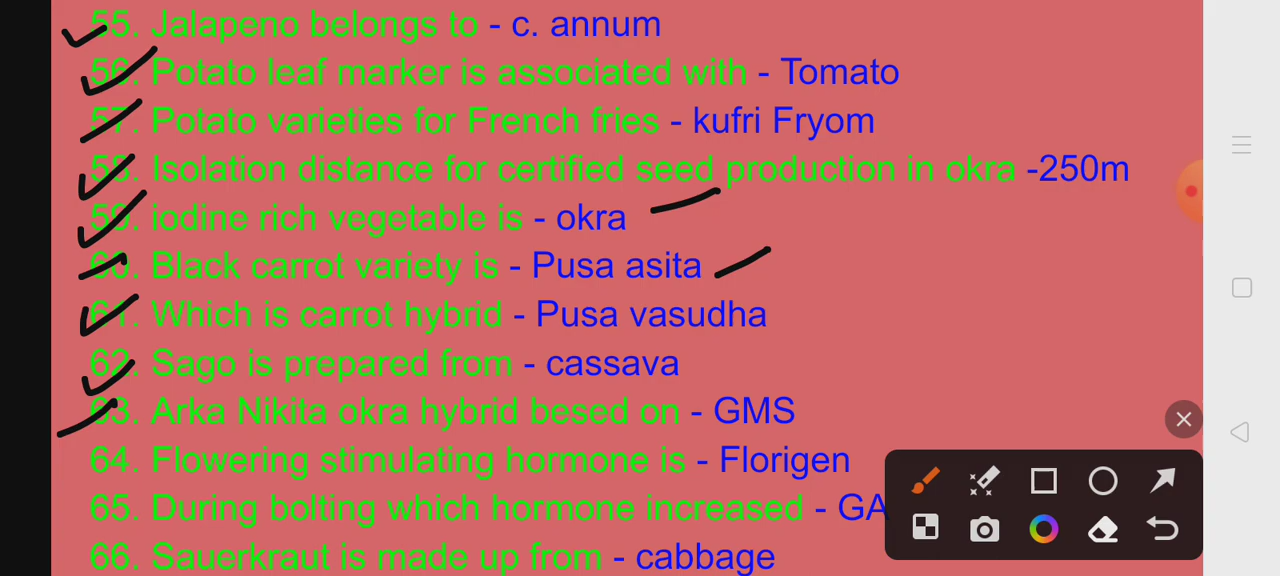 55. Jalapeno belongs to - c. annum
56. Potato leaf marker is associated with - Tomato
57. Potato varieties for French fries - kufri Fryom
58. Isolation distance for certified seed production in okra -250m
59. iodine rich vegetable is - okra
60. Black carrot variety is - Pusa asita
61. Which is carrot hybrid - Pusa vasudha
62. Sago is prepared from - cassava
63. Arka Nikita okra hybrid besed on - GMS
64. Flowering stimulating hormone is - Florigen
65. During bolting which hormone increased - GA
66. Sauerkraut is made up from - cabbage